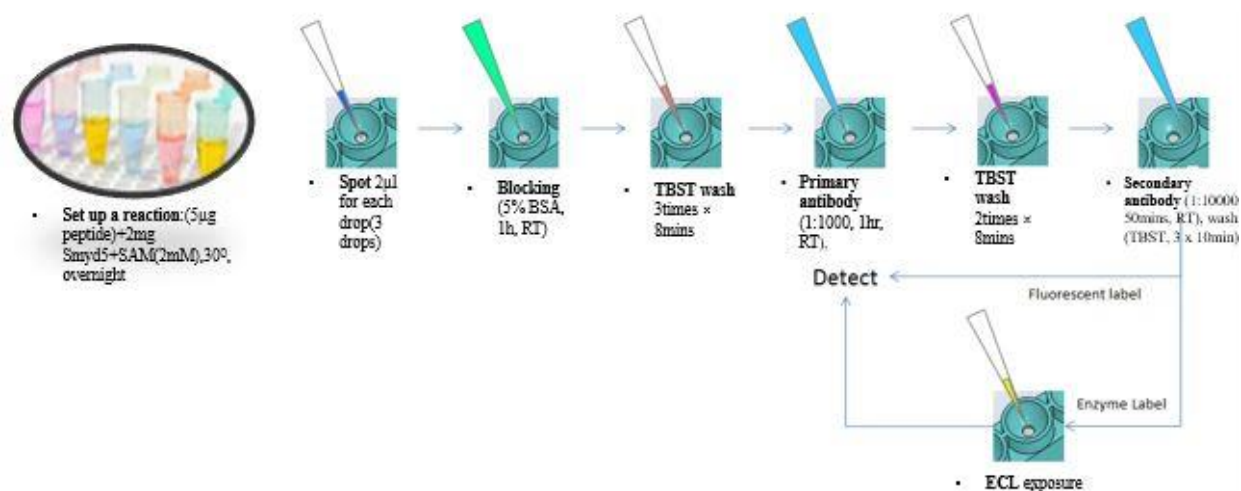 Set up a reaction:(5µg
peptide)+2mg
Smyd5+SAM(2mM),30º,
overnight
Spot 2µl
for each
drop(3
drops)
Blocking
(5% BSA,
1h, RT)
TBST wash
3times ×
8mins
Primary
antibody
(1:1000, 1hr,
RT),
TBST
wash
2times ×
8mins
Secondary
antibody (1:10000
50mins, RT), wash
(TBST, 3 x 10min)
Detect
Fluorescent label
Enzyme Label
ECL exposure